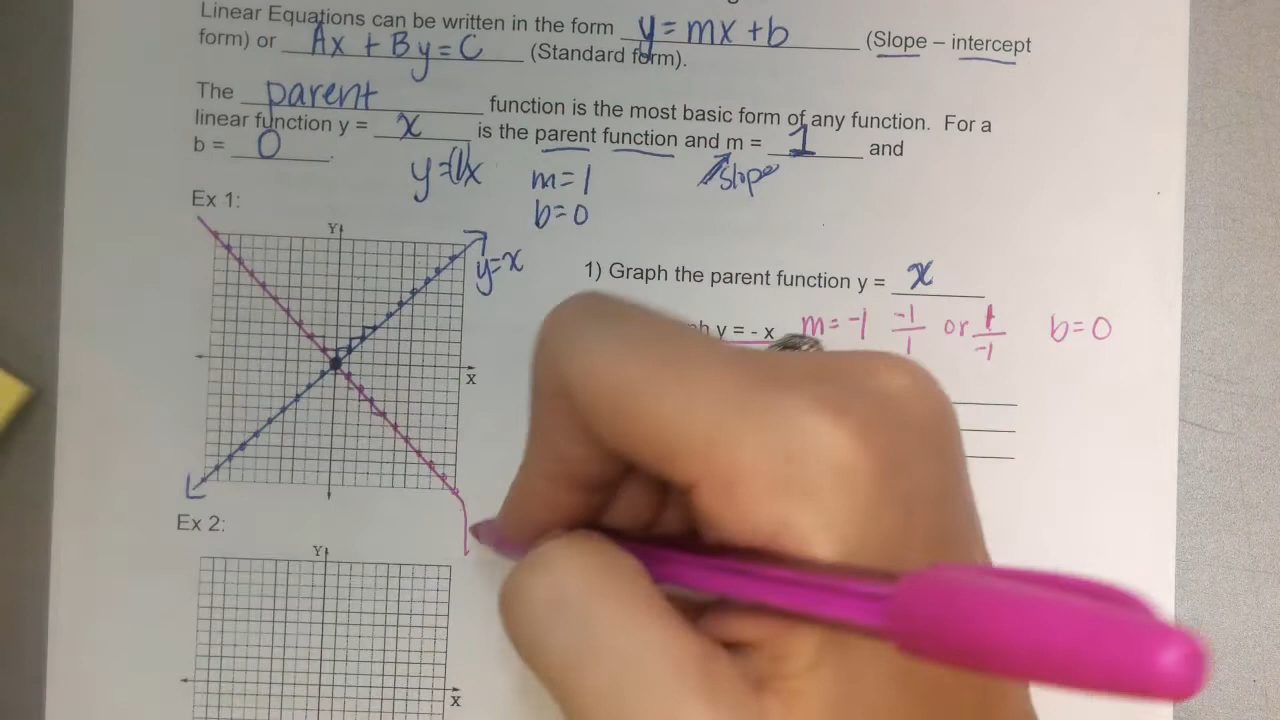 Linear Equations can be written in the form y = mx + b (Slope – intercept
form) or Ax + By = C (Standard form).
The parent function is the most basic form of any function. For a
linear function y = x is the parent function and m = 1 and
b = 0.
y = 1x m = 1 slope
b = 0
Ex 1:
Y
y = x
1) Graph the parent function y = x
y = - x m = -1 -1/1 or 1/-1 b = 0
X
Ex 2:
Y
X